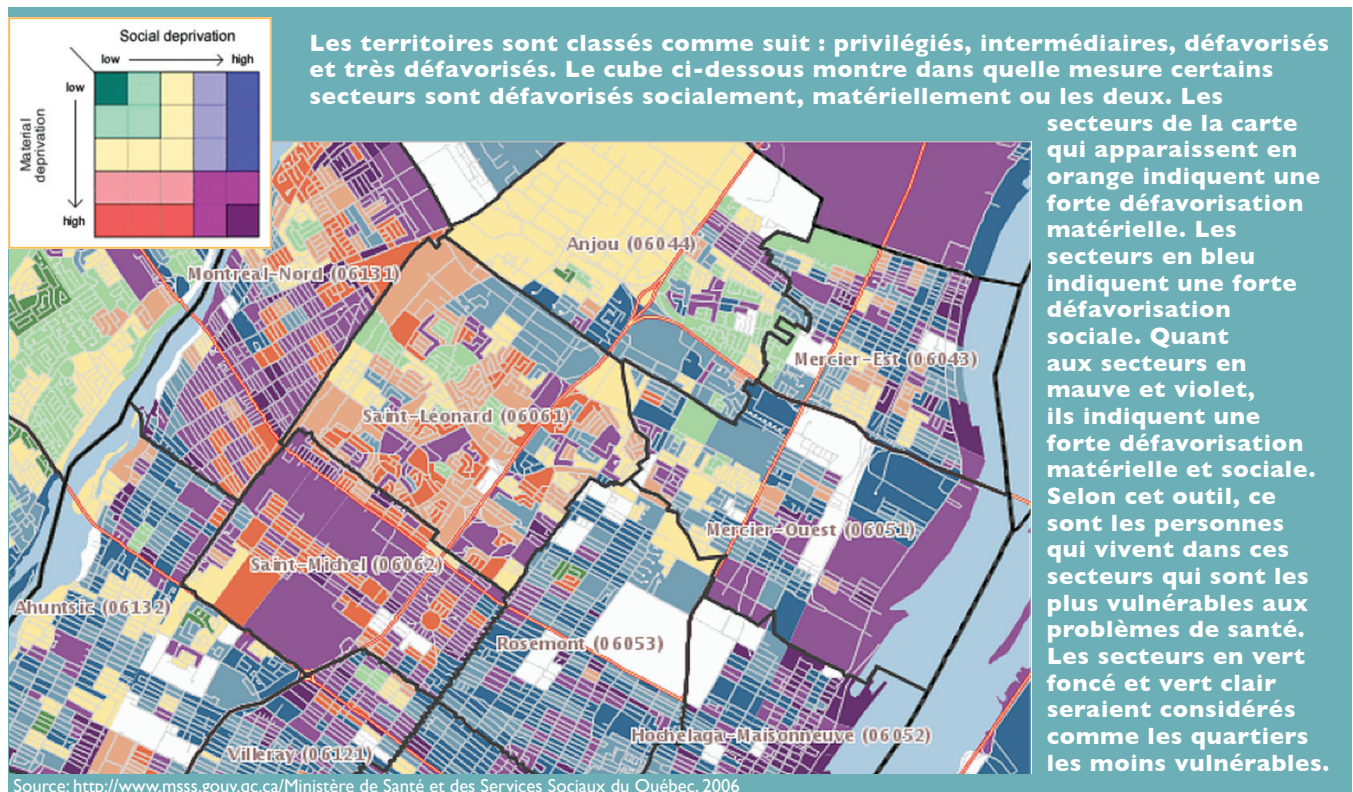 Social deprivation
low
high
Material
deprivation
low
high
Les territoires sont classés comme suit : privilégiés, intermédiaires, défavorisés
et très défavorisés. Le cube ci-dessous montre dans quelle mesure certains
secteurs sont défavorisés socialement, matériellement ou les deux. Les
secteurs de la carte
qui apparaissent en
orange indiquent une
forte défavorisation
matérielle. Les
secteurs en bleu
indiquent une forte
défavorisation
sociale. Quant
aux secteurs en
mauve et violet,
ils indiquent une
forte défavorisation
matérielle et sociale.
Selon cet outil, ce
sont les personnes
qui vivent dans ces
secteurs qui sont les
plus vulnérables aux
problèmes de santé.
Les secteurs en vert
foncé et vert clair
seraient considérés
comme les quartiers
les moins vulnérables.
Anjou (06044)
Montréal-Nord (06131)
Mercier-Est (06043)
Saint-Léonard (06061)
Mercier-Ouest (06051)
Saint-Michel (06062)
Ahuntsic (06132)
Rosemont (06053)
Hochelaga-Maisonneuve (06052)
Villeray (06121)
Source: http://www.msss.gouv.qc.ca/Ministère de Santé et des Services Sociaux du Québec, 2006